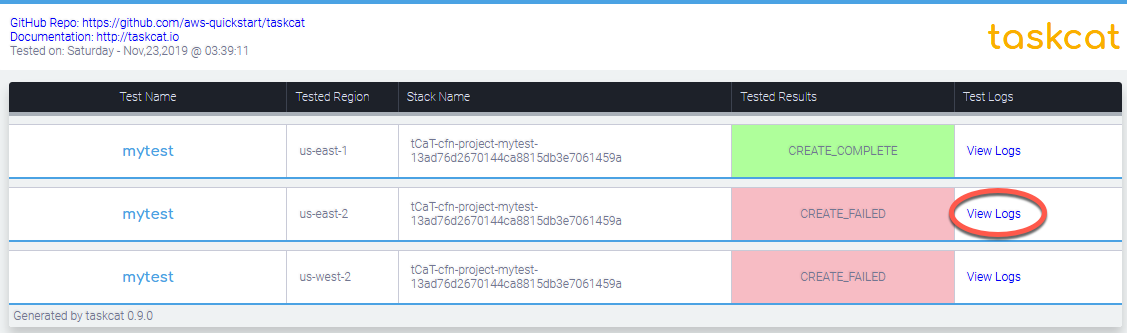 GitHub Repo: https://github.com/aws-quickstart/taskcat
Documentation: http://taskcat.io
Tested on: Saturday - Nov,23,2019 @ 03:39:11
taskcat
Test Name Tested Region Stack Name Tested Results Test Logs
mytest us-east-1 tCaT-cfn-project-mytest-
13ad76d2670144ca8815db3e7061459a CREATE_COMPLETE View Logs
mytest us-east-2 tCaT-cfn-project-mytest-
13ad76d2670144ca8815db3e7061459a CREATE_FAILED View Logs
mytest us-west-2 tCaT-cfn-project-mytest-
13ad76d2670144ca8815db3e7061459a CREATE_FAILED View Logs
Generated by taskcat 0.9.0